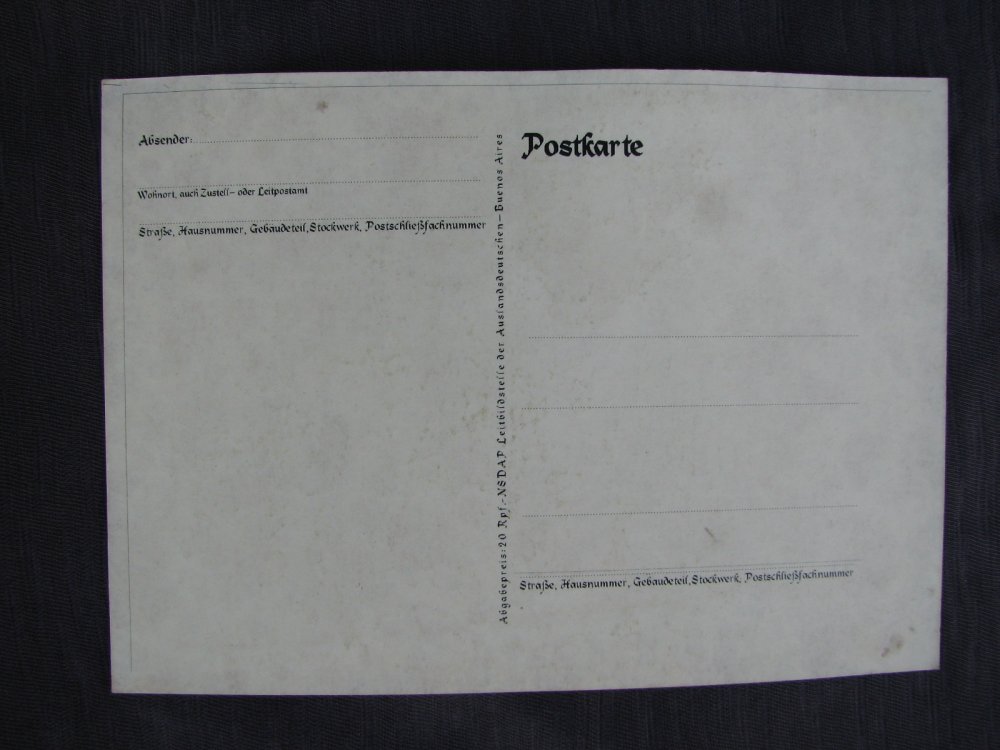 Absender:
Wohnort, auch Zustell- oder Leitpostamt
Straße, Hausnummer, Gebäudeteil, Stockwerk, Postschließfachnummer
Abgabepreis: 20 Rpf.-NSDAP Leitbildstelle der Auslandsdeutschen-Buenos Aires
Postkarte
Straße, Hausnummer, Gebäudeteil, Stockwerk, Postschließfachnummer